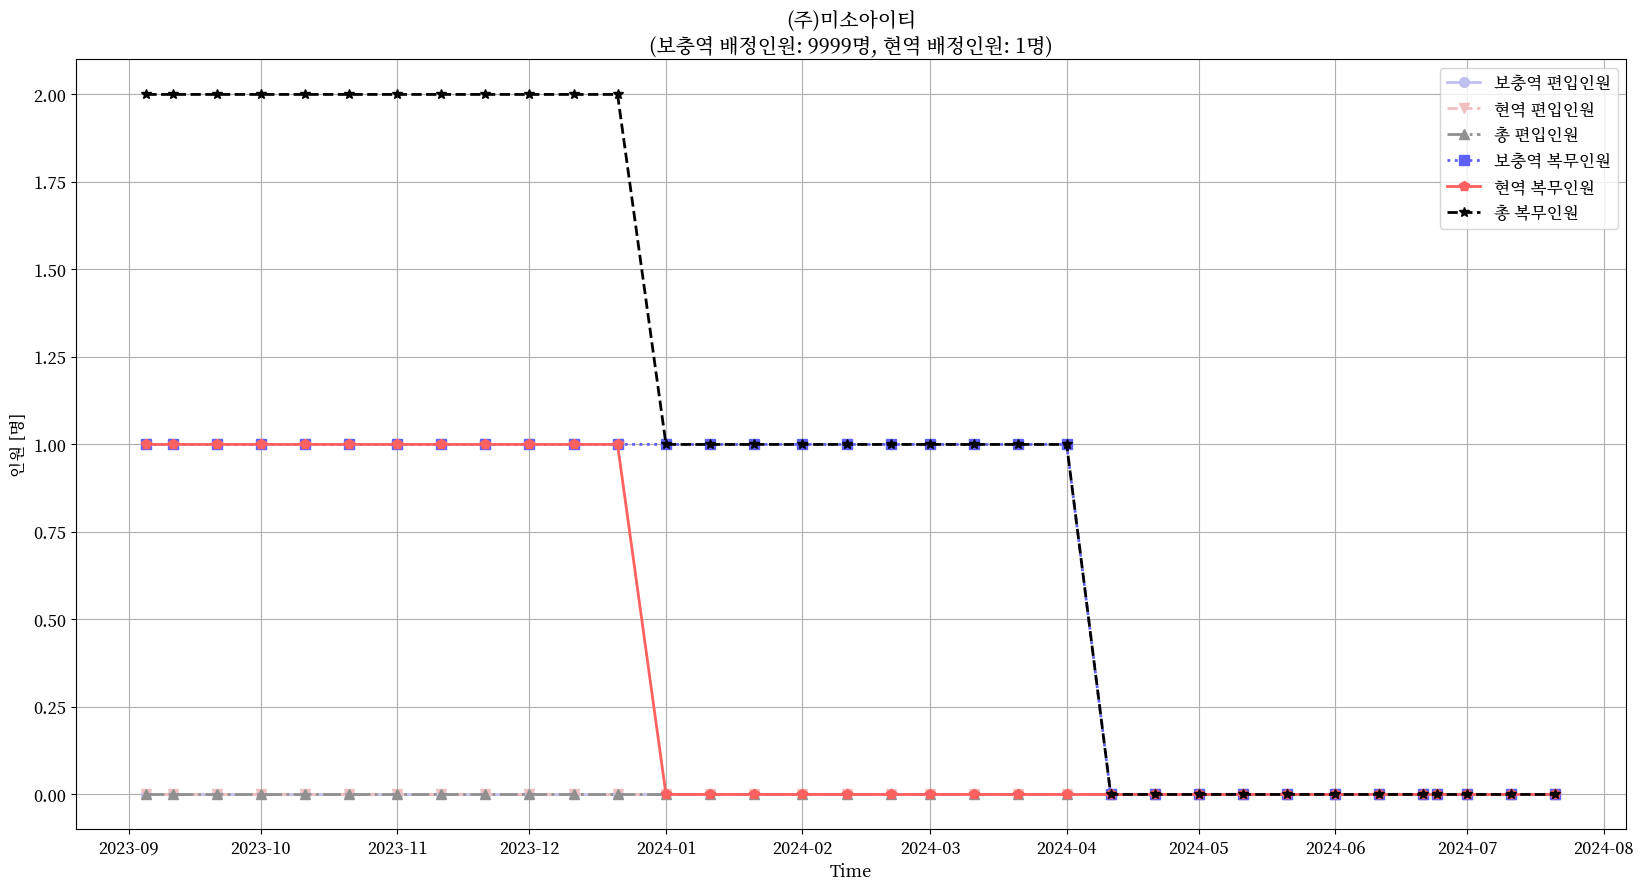 (주)미소아이티
(보충역 배정인원: 9999명, 현역 배정인원: 1명)
보충역 편입인원
현역 편입인원
총 편입인원
보충역 복무인원
현역 복무인원
총 복무인원
인원 [명]
2.00
1.75
1.50
1.25
1.00
0.75
0.50
0.25
0.00
2023-09 2023-10 2023-11 2023-12 2024-01 2024-02 2024-03 2024-04 2024-05 2024-06 2024-07 2024-08
Time